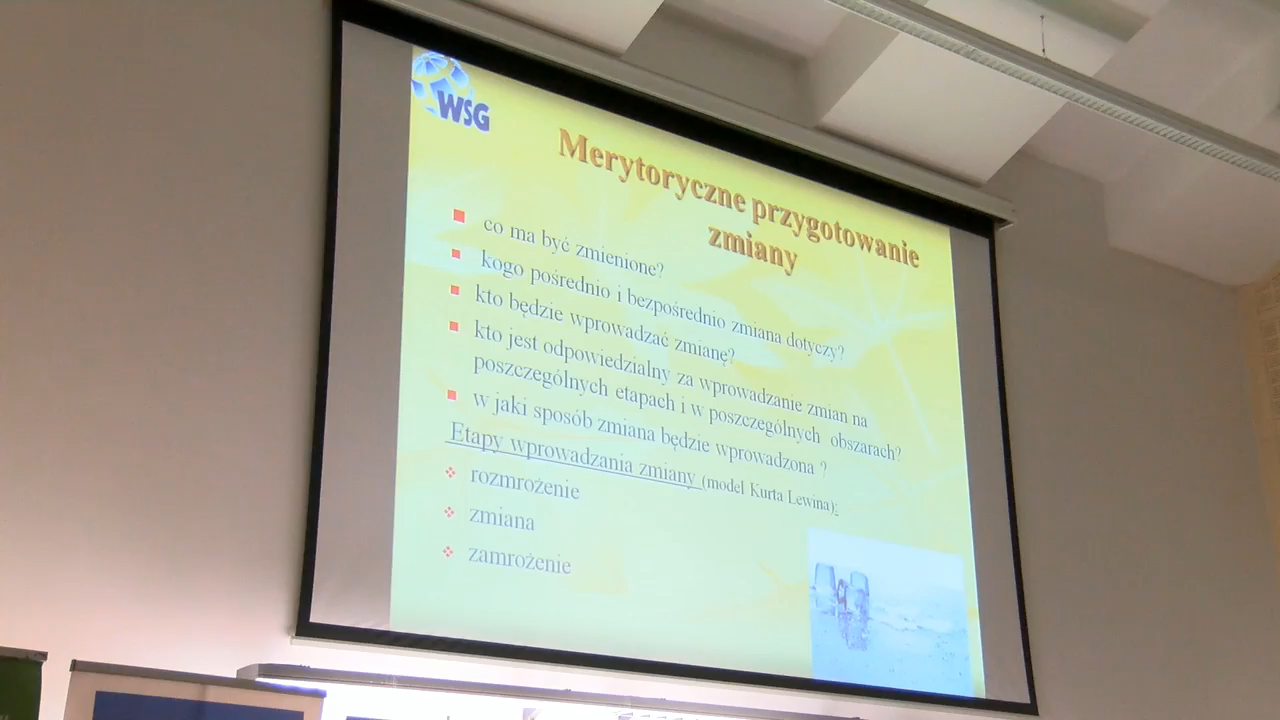 WSG
Merytoryczne przygotowanie
zmiany
co ma być zmienione?
kogo pośrednio i bezpośrednio zmiana dotyczy?
kto będzie wprowadzać zmianę?
kto jest odpowiedzialny za wprowadzanie zmian na
poszczególnych etapach i w poszczególnych obszarach?
w jaki sposób zmiana będzie wprowadzona ?
Etapy wprowadzania zmiany (model Kurta Lewina):
rozmrożenie
zmiana
zamrożenie